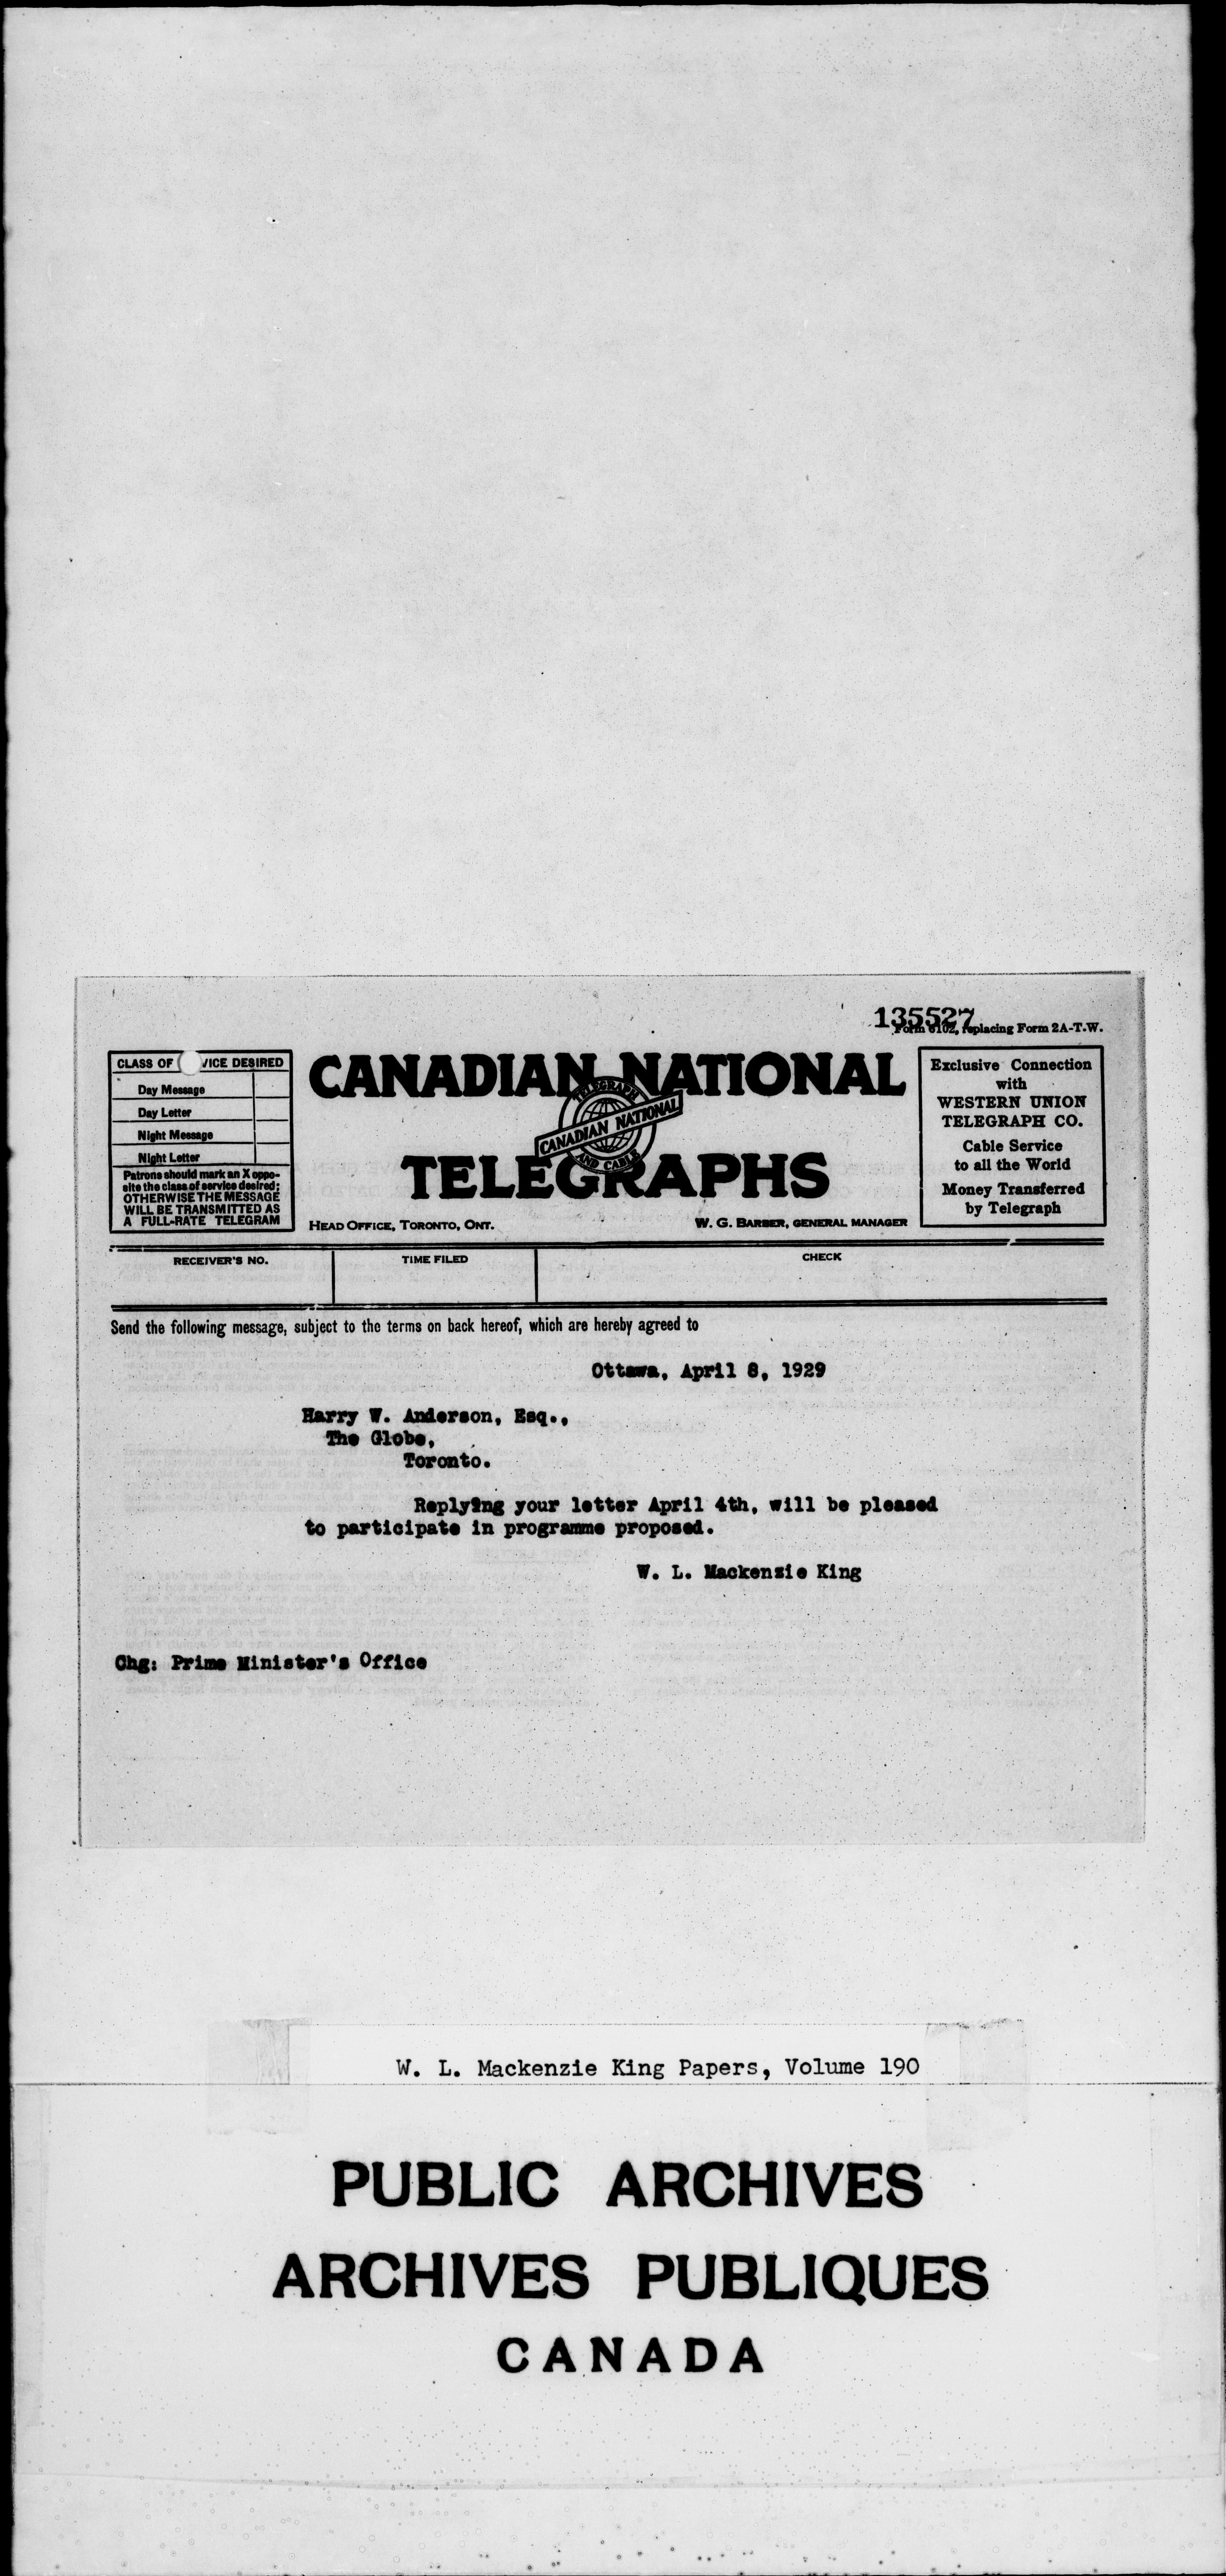 135527
Form 6102, replacing Form 2A-T.W.
CLASS OF VICE DESIRED
Day Message
Day Letter
Night Message
Night Letter
Patrons should mark an X oppo-
site the class of service desired;
OTHERWISE THE MESSAGE
WILL BE TRANSMITTED AS
A FULL-RATE TELEGRAM
CANADIAN NATIONAL
TELEGRAPH
CANADIAN NATIONAL
AND CABLE
TELEGRAPHS
HEAD OFFICE, TORONTO, ONT.
W. G. BARBER, GENERAL MANAGER
Exclusive Connection
with
WESTERN UNION
TELEGRAPH CO.
Cable Service
to all the World
Money Transferred
by Telegraph
RECEIVER'S NO.
TIME FILED
CHECK
Send the following message, subject to the terms on back hereof, which are hereby agreed to
Ottawa, April 8, 1929
Harry W. Anderson, Esq.,
The Globe,
Toronto.
Replying your letter April 4th, will be pleased
to participate in programme proposed.
W. L. Mackenzie King
Chg: Prime Minister's Office
W. L. Mackenzie King Papers, Volume 190
PUBLIC ARCHIVES
ARCHIVES PUBLIQUES
CANADA